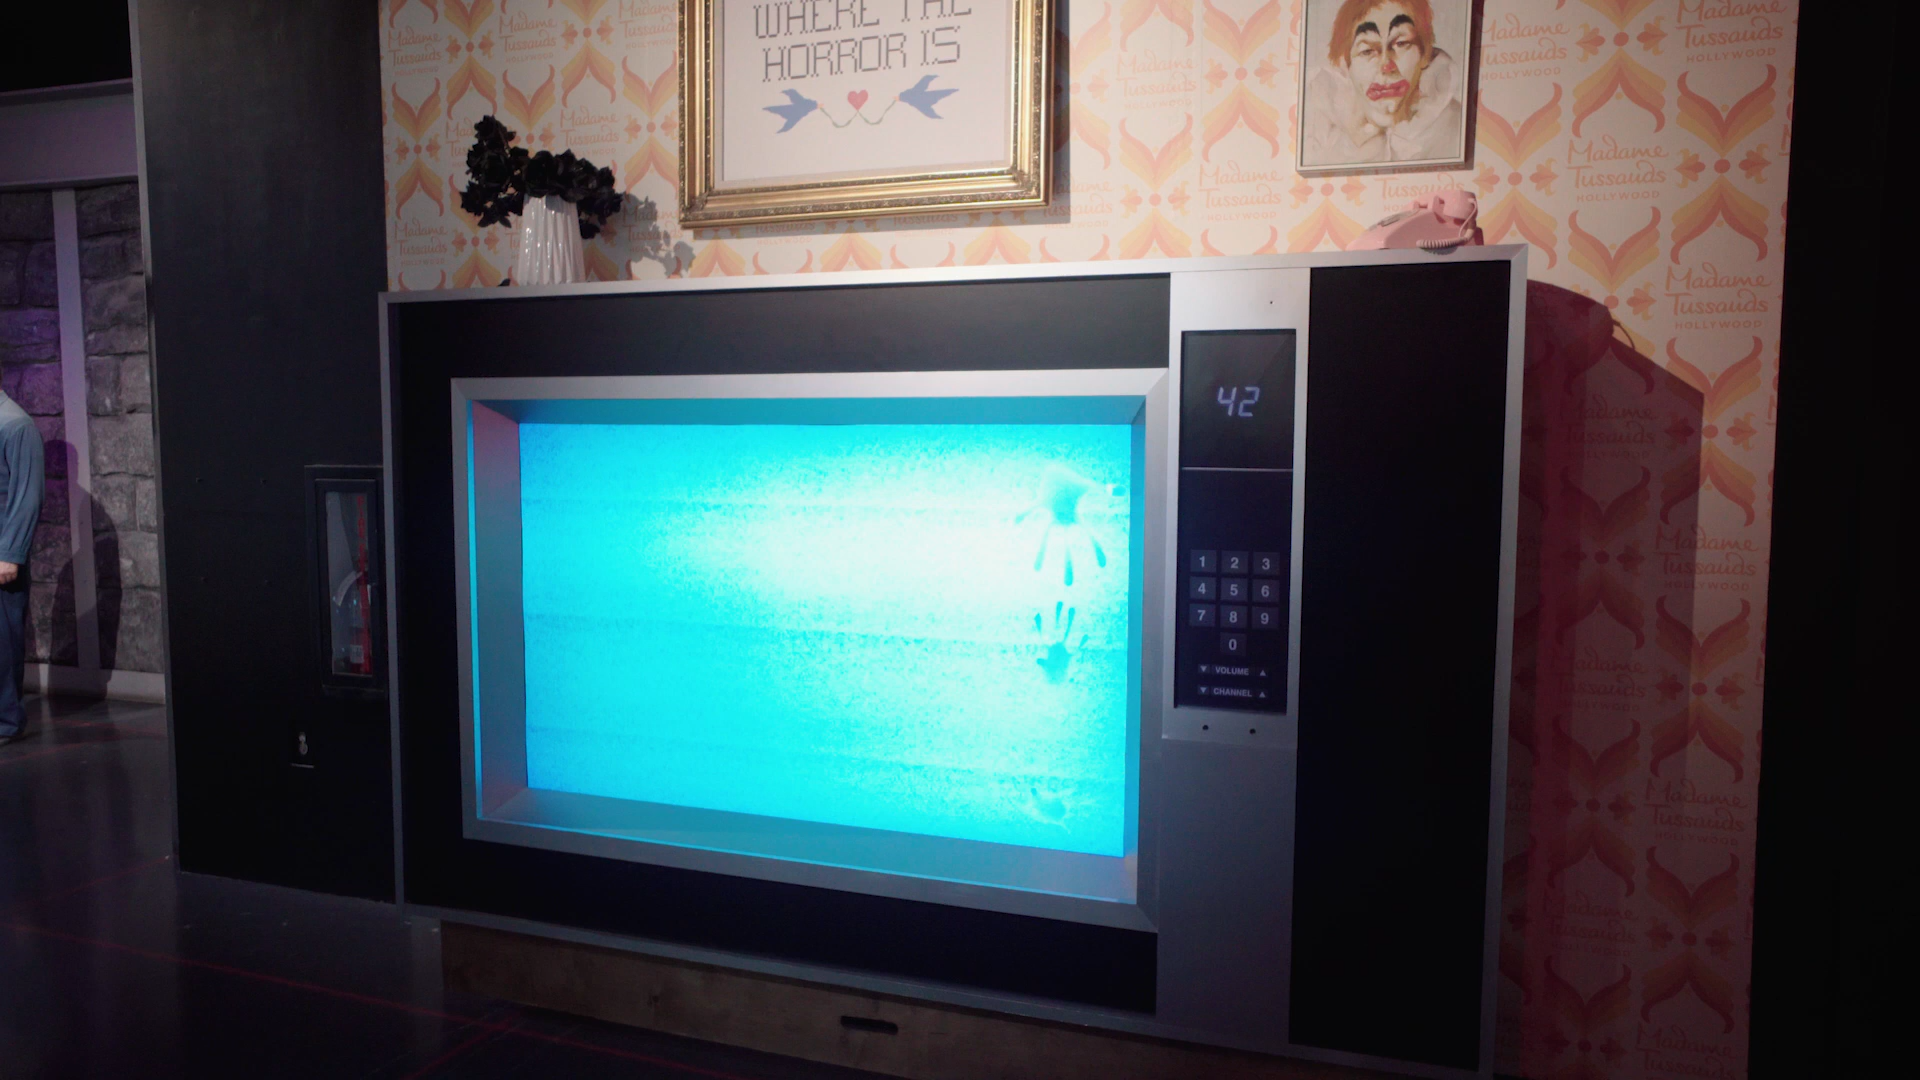 WHERE THE
HORROR IS
Madame
Tussauds
HOLLYWOOD
42
1 2 3
4 5 6
7 8 9
0
▼ VOLUME ▲
▼ CHANNEL ▲